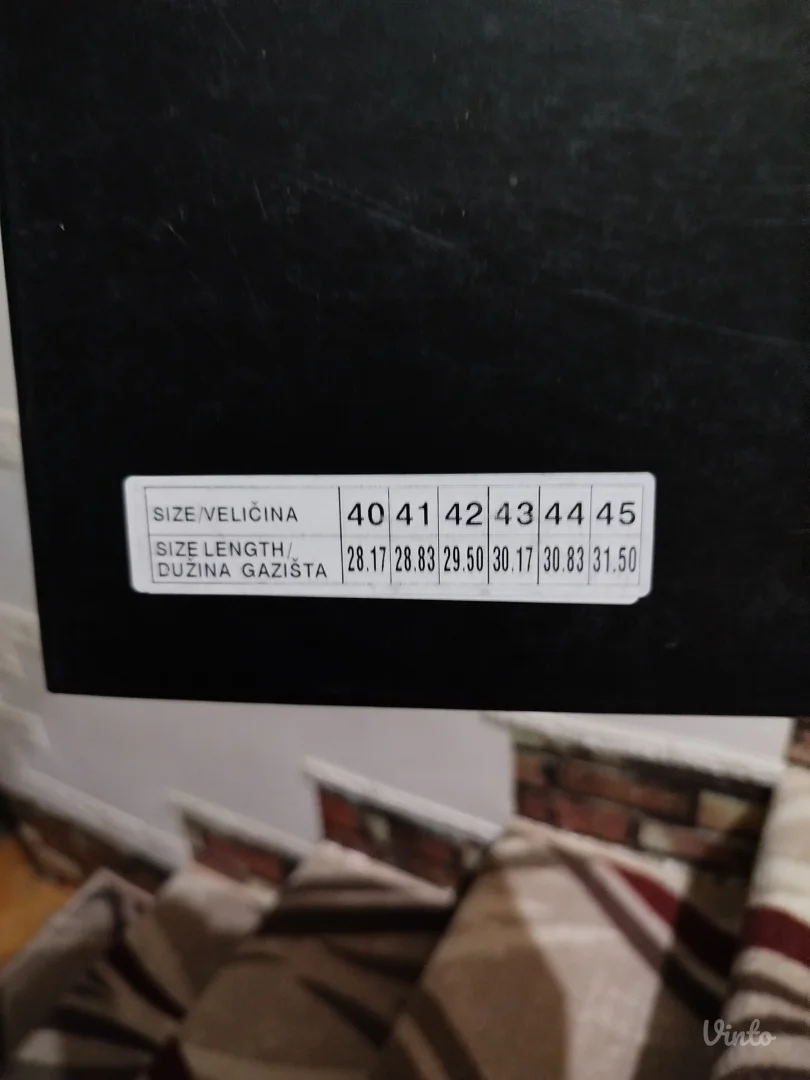 SIZE/VELIČINA 40 41 42 43 44 45
SIZE LENGTH/
DUŽINA GAZIŠTA 28.17 28.83 29.50 30.17 30.83 31.50
Vinto